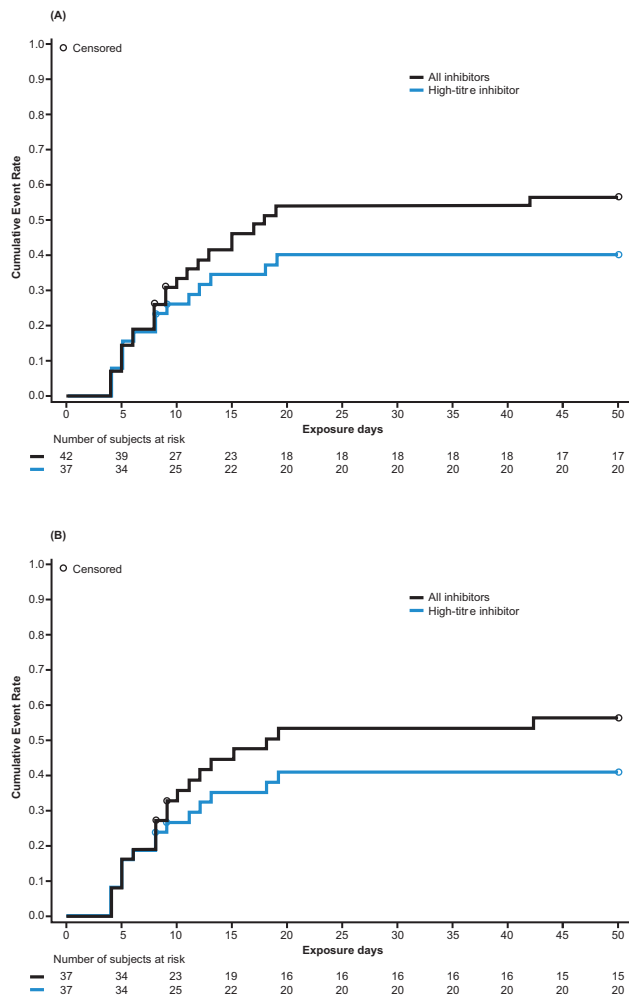 (A)
1.0
Censored
0.9
All inhibitors
High-titre inhibitor
0.8
0.7
0.6
0.5
0.4
0.3
0.2
0.1
0.0
Cumulative Event Rate
0 5 10 15 20 25 30 35 40 45 50
Exposure days
Number of subjects at risk
42 39 27 23 18 18 18 18 18 17 17
37 34 25 22 20 20 20 20 20 20 20
(B)
1.0
Censored
0.9
All inhibitors
High-titre inhibitor
0.8
0.7
0.6
0.5
0.4
0.3
0.2
0.1
0.0
Cumulative Event Rate
0 5 10 15 20 25 30 35 40 45 50
Exposure days
Number of subjects at risk
37 34 23 19 16 16 16 16 16 15 15
37 34 25 22 20 20 20 20 20 20 20